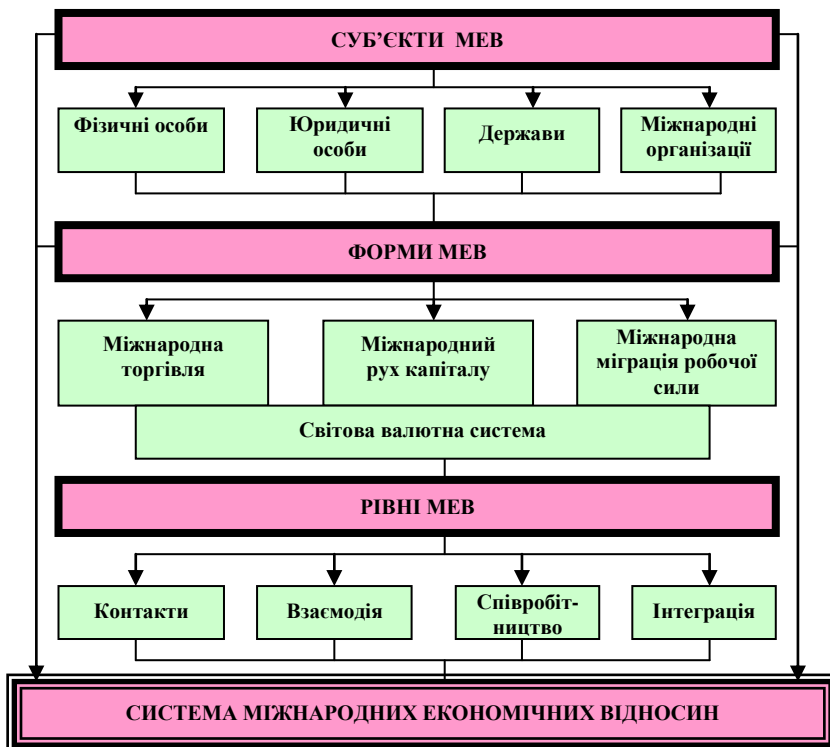 СУБ’ЄКТИ МЕВ
Фізичні особи
Юридичні
особи
Держави
Міжнародні
організації
ФОРМИ МЕВ
Міжнародна
торгівля
Міжнародний
рух капіталу
Міжнародна
міграція робочої
сили
Світова валютна система
РІВНІ МЕВ
Контакти
Взаємодія
Співробіт-
ництво
Інтеграція
СИСТЕМА МІЖНАРОДНИХ ЕКОНОМІЧНИХ ВІДНОСИН